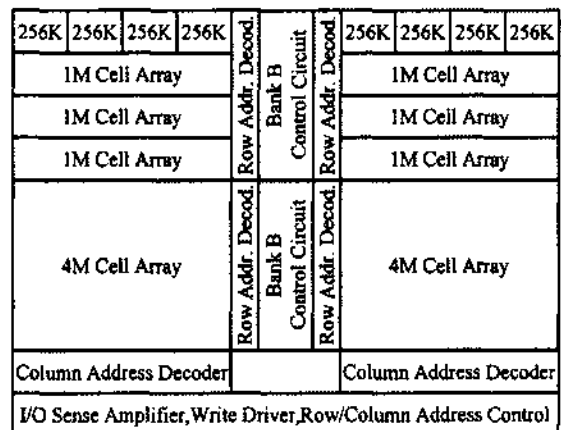 256K 256K 256K 256K Row Addr. Decod. Bank B Control Circuit Row Addr. Decod. 256K 256K 256K 256K
1M Cell Array 1M Cell Array
1M Cell Array 1M Cell Array
1M Cell Array 1M Cell Array
4M Cell Array Row Addr. Decod. Bank B Control Circuit Row Addr. Decod. 4M Cell Array
Column Address Decoder Column Address Decoder
I/O Sense Amplifier,Write Driver,Row/Column Address Control